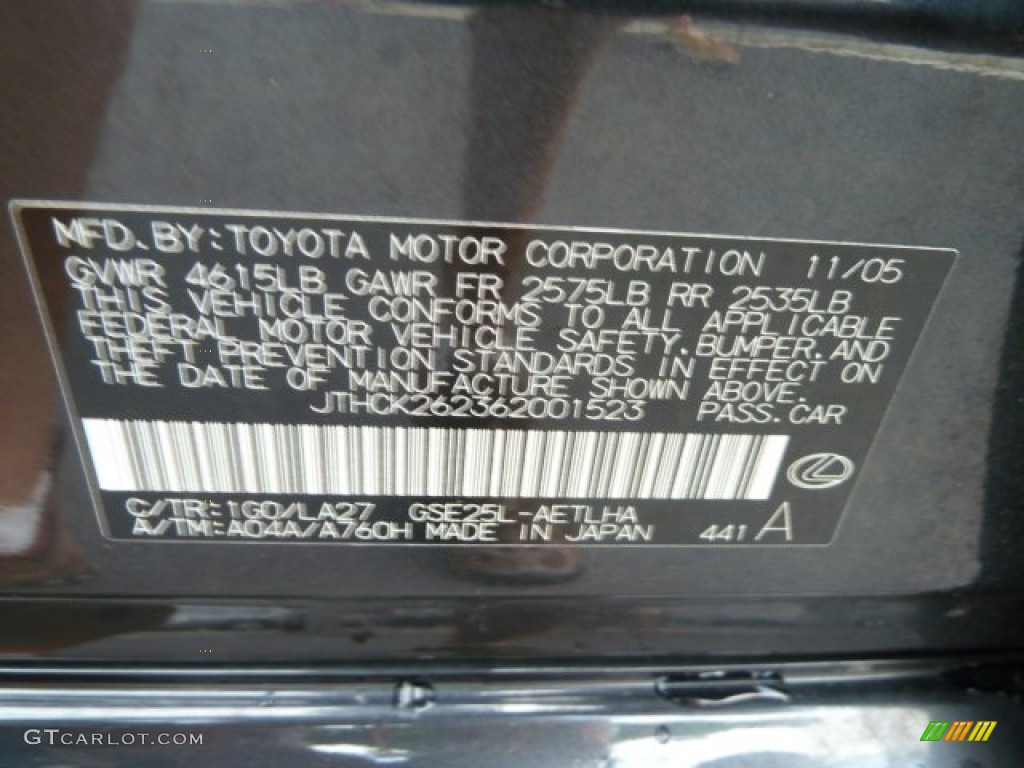 MFD. BY: TOYOTA MOTOR CORPORATION 11/05
GVWR 4615LB GAWR FR 2575LB RR 2535LB
THIS VEHICLE CONFORMS TO ALL APPLICABLE
FEDERAL MOTOR VEHICLE SAFETY, BUMPER, AND
THEFT PREVENTION STANDARDS IN EFFECT ON
THE DATE OF MANUFACTURE SHOWN ABOVE.
JTHCK262362001523 PASS. CAR
C/TR: 1G0/LA27 GSE25L-AETLHA
A/TM: A04A/A760H MADE IN JAPAN 441 A
GTCARLOT.COM